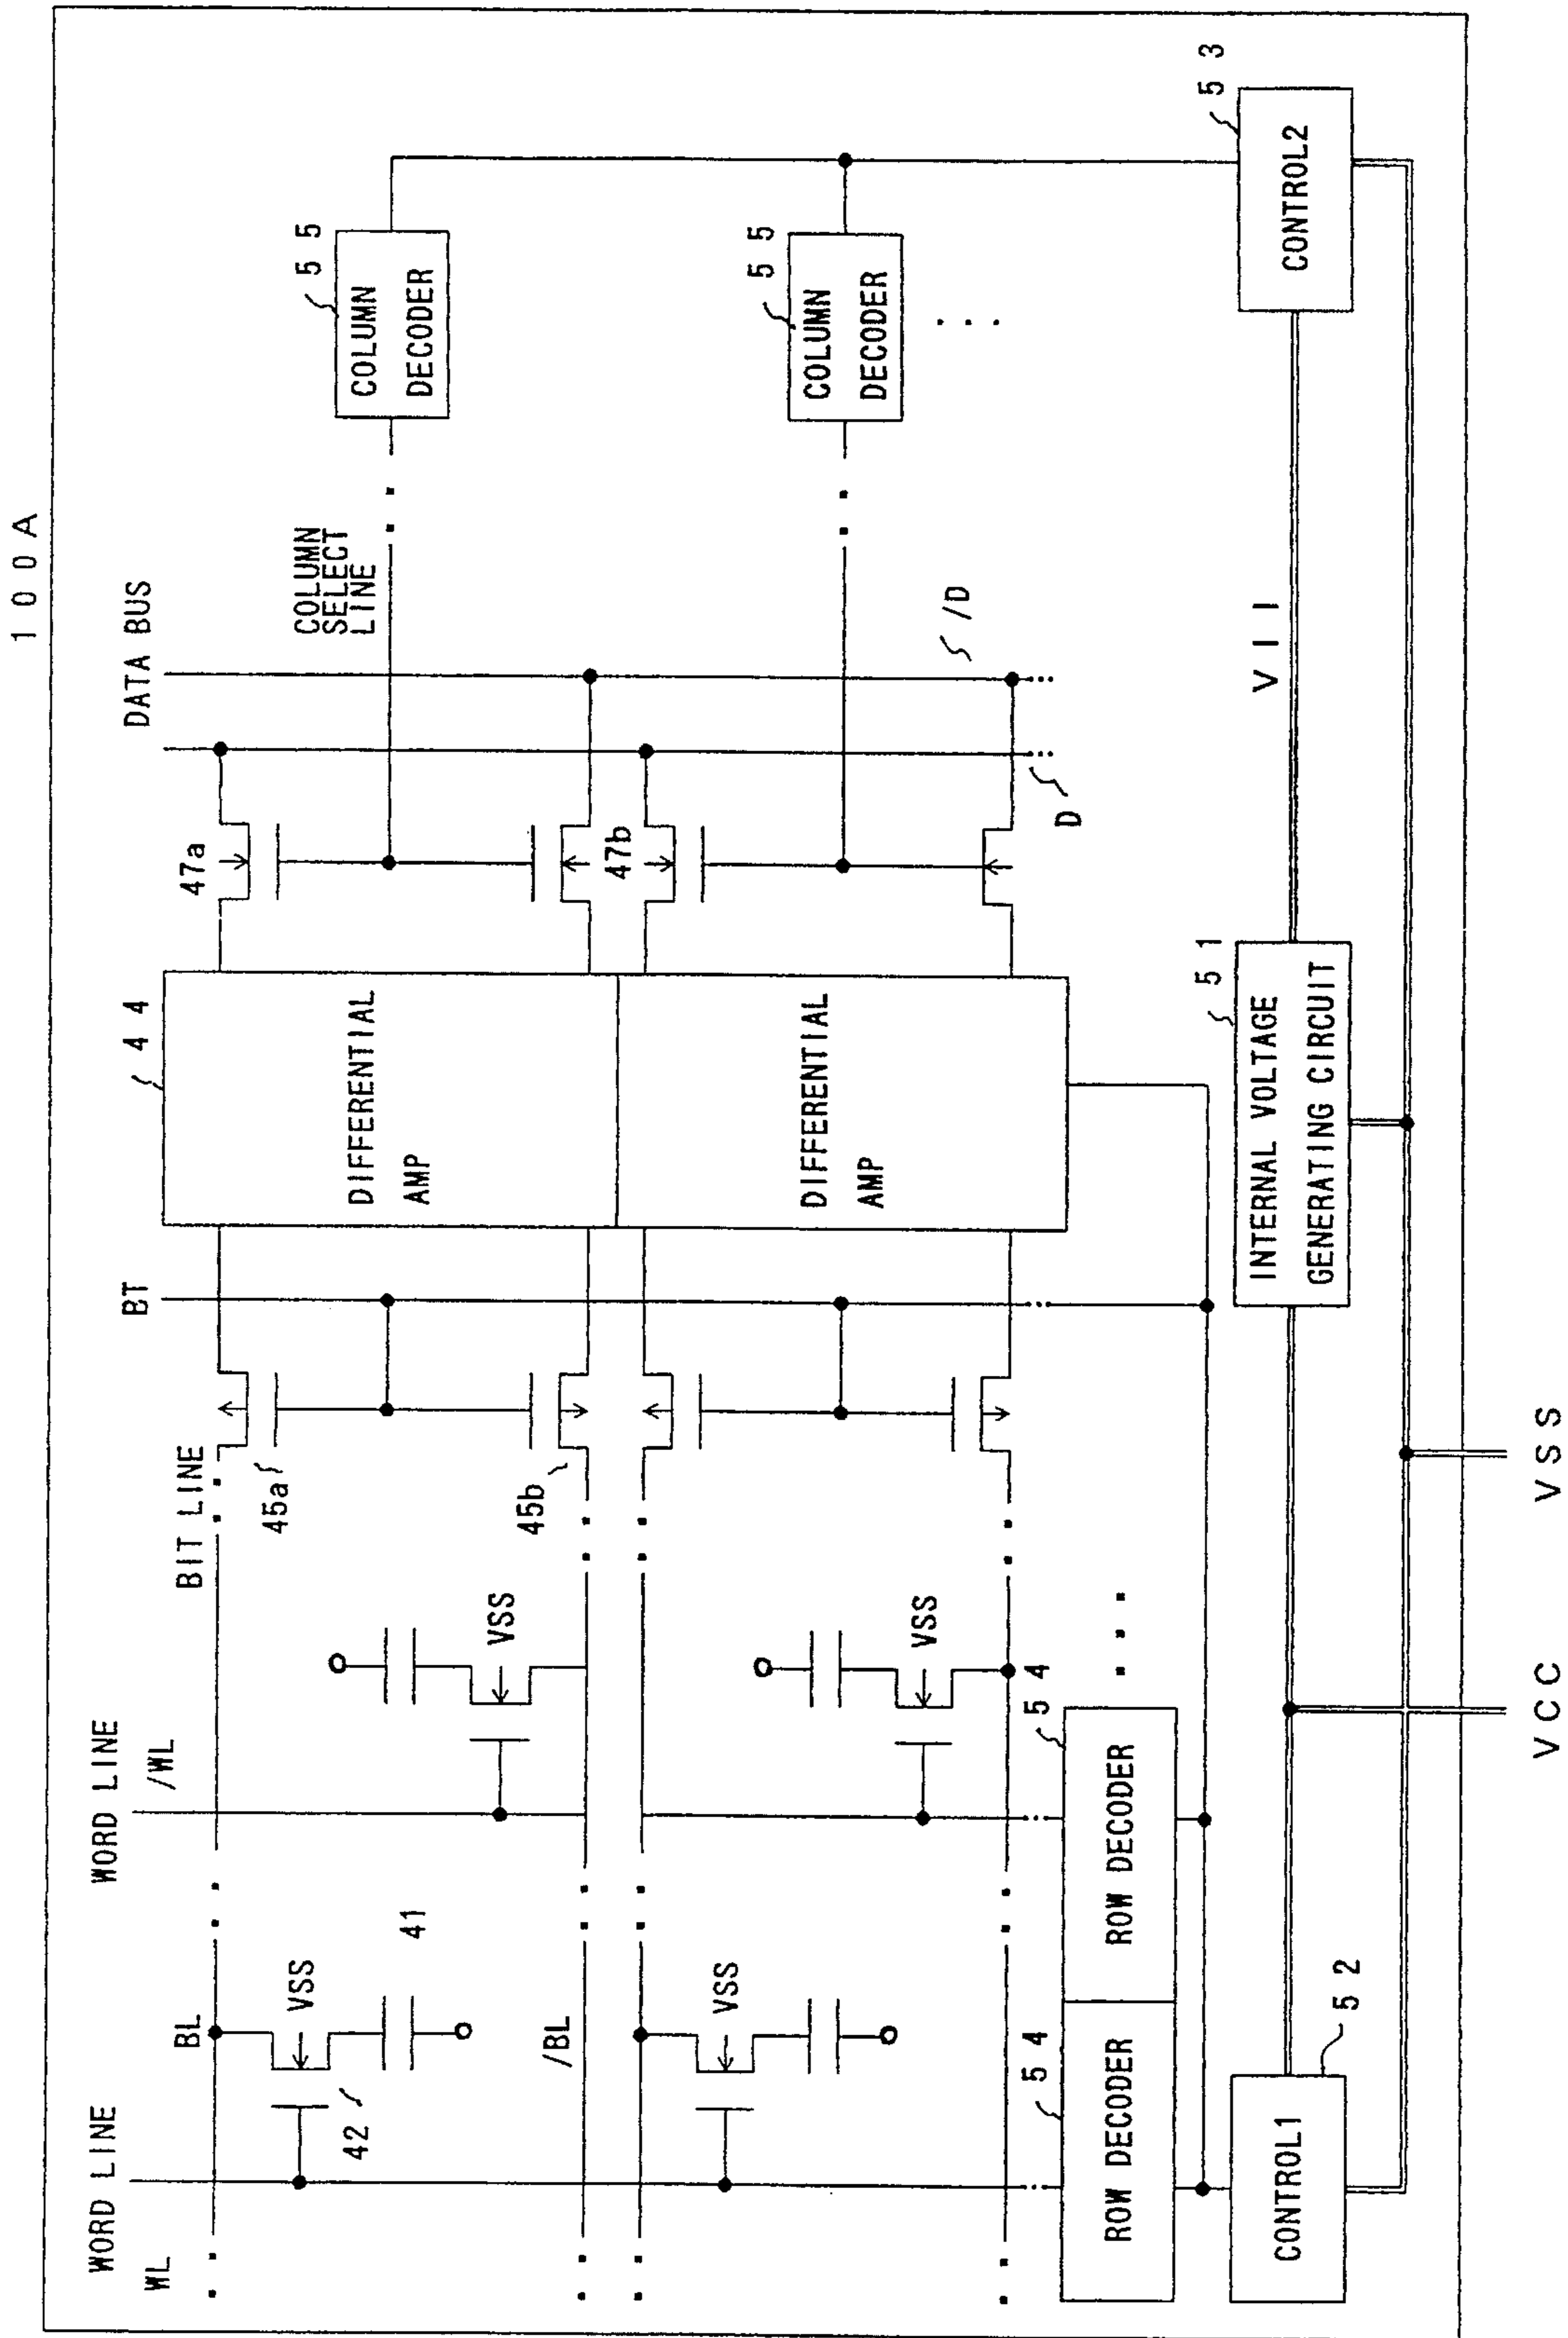 100A
WORD LINE
WL
WORD LINE
/WL
BIT LINE
BT
44
DATA BUS
BL
VSS
42
41
45a
47a
COLUMN
SELECT
LINE
COLUMN
DECODER
55
VSS
45b
DIFFERENTIAL
AMP
/BL
47b
VSS
VSS
DIFFERENTIAL
AMP
COLUMN
DECODER
55
/D
D
ROW DECODER
54
ROW DECODER
54
CONTROL1
52
INTERNAL VOLTAGE
GENERATING CIRCUIT
51
VII
CONTROL2
53
VCC
VSS